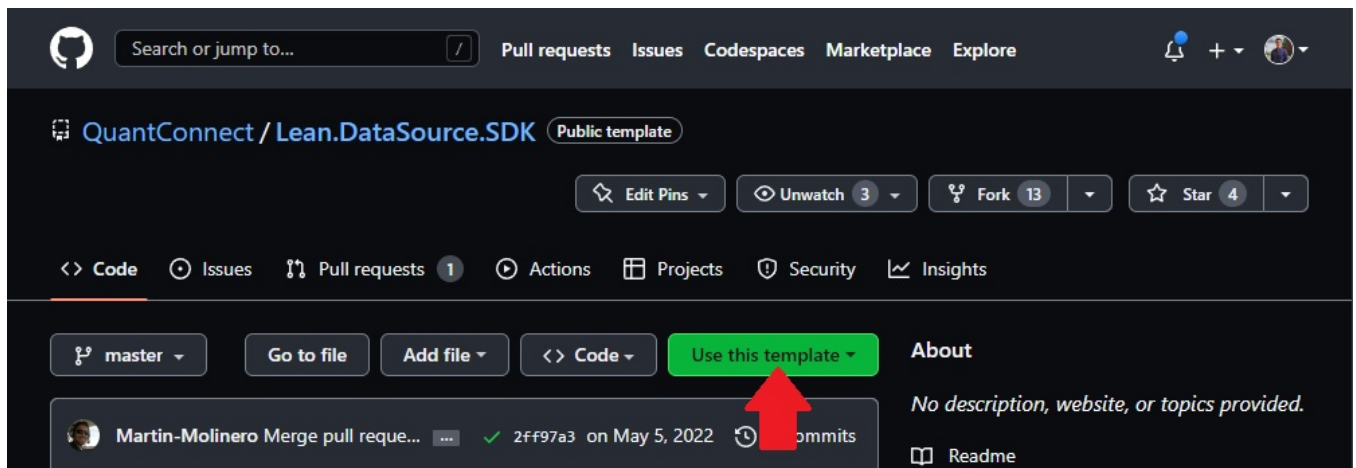 Search or jump to... / Pull requests Issues Codespaces Marketplace Explore
QuantConnect / Lean.DataSource.SDK Public template
Edit Pins Unwatch 3 Fork 13 Star 4
Code Issues Pull requests 1 Actions Projects Security Insights
master Go to file Add file Code Use this template About
No description, website, or topics provided.
Martin-Molinero Merge pull reque... ... 2ff97a3 on May 5, 2022
Readme